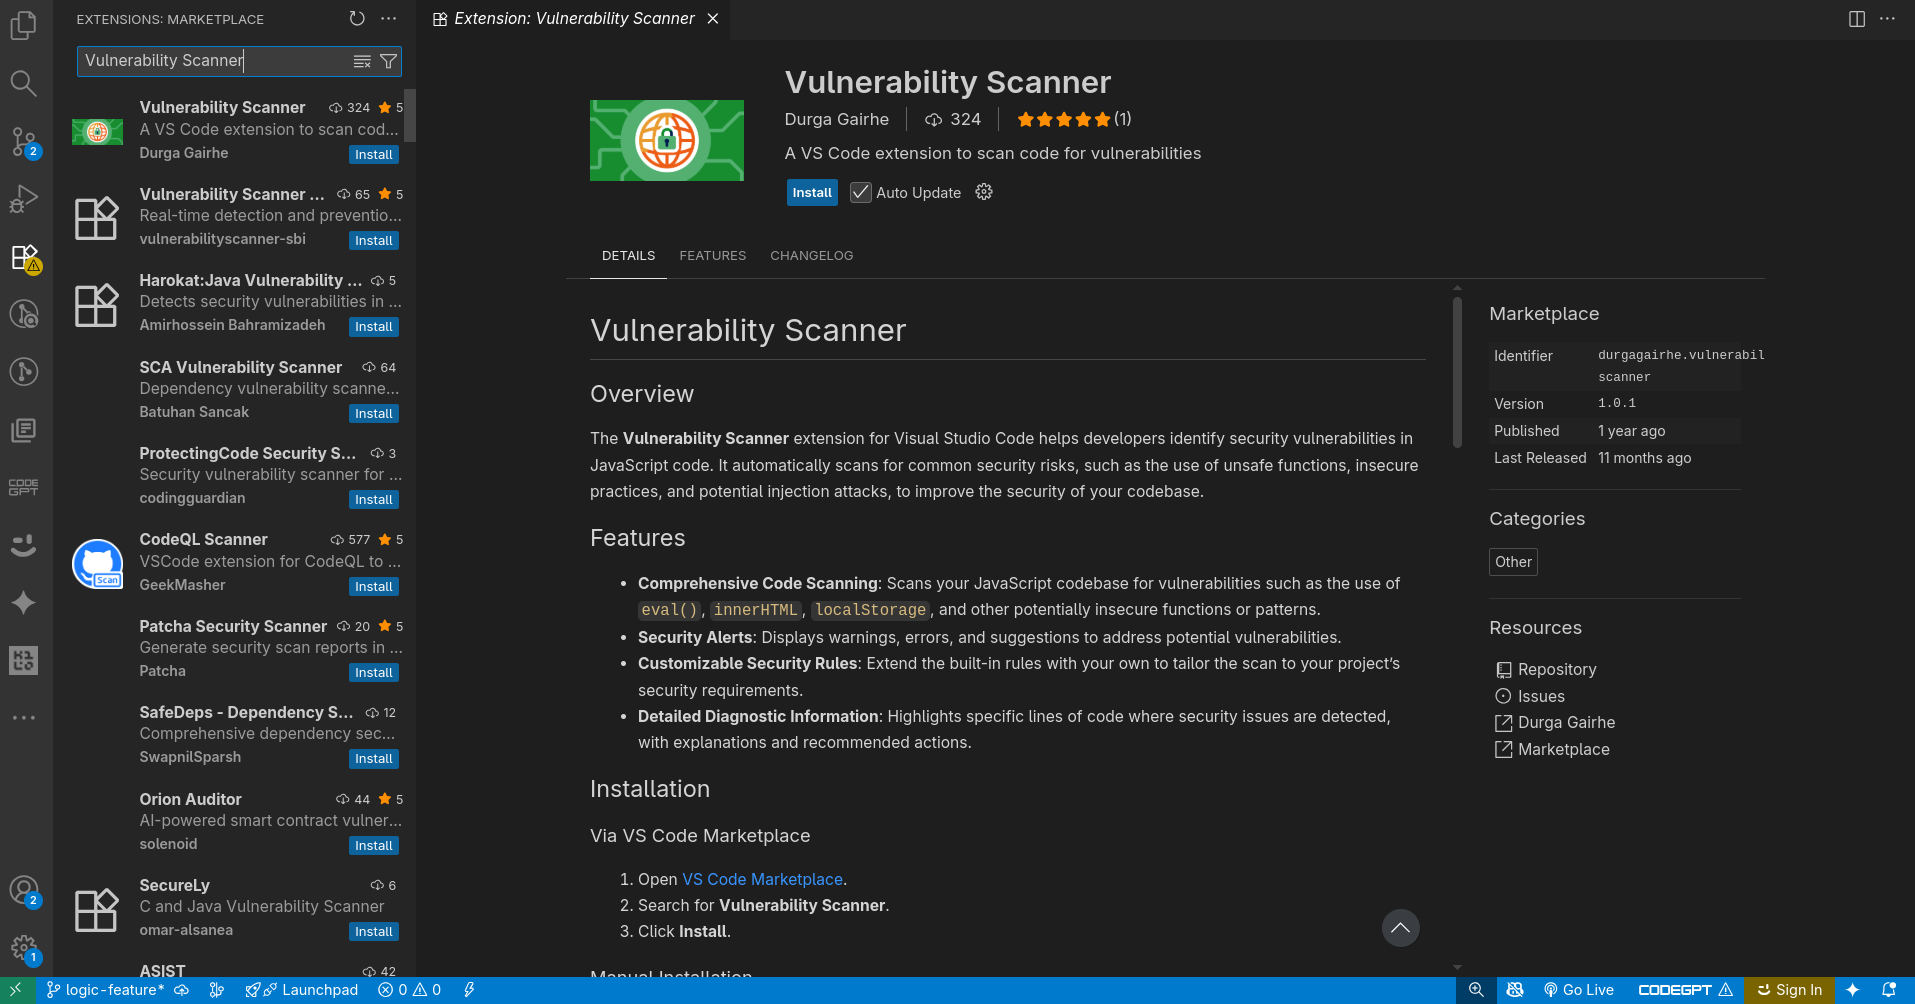 EXTENSIONS: MARKETPLACE
Vulnerability Scanner
Vulnerability Scanner 324 5
A VS Code extension to scan cod...
Durga Gairhe Install
Vulnerability Scanner ... 65 5
Real-time detection and preventio...
vulnerabilityscanner-sbi Install
Harokat:Java Vulnerability ... 5
Detects security vulnerabilities in ...
Amirhossein Bahramizadeh Install
SCA Vulnerability Scanner 64
Dependency vulnerability scanne...
Batuhan Sancak Install
ProtectingCode Security S... 3
Security vulnerability scanner for ...
codingguardian Install
CodeQL Scanner 577 5
VSCode extension for CodeQL to ...
GeekMasher Install
Scan
Patcha Security Scanner 20 5
Generate security scan reports in ...
Patcha Install
SafeDeps - Dependency S... 12
Comprehensive dependency sec...
SwapnilSparsh Install
Orion Auditor 44 5
AI-powered smart contract vulner...
solenoid Install
SecureLy 6
C and Java Vulnerability Scanner
omar-alsanea Install
ASIST 42
2
CODE
GPT
2
1
Extension: Vulnerability Scanner
Vulnerability Scanner
Durga Gairhe 324 (1)
A VS Code extension to scan code for vulnerabilities
Install Auto Update
DETAILS FEATURES CHANGELOG
Vulnerability Scanner
Overview
The Vulnerability Scanner extension for Visual Studio Code helps developers identify security vulnerabilities in
JavaScript code. It automatically scans for common security risks, such as the use of unsafe functions, insecure
practices, and potential injection attacks, to improve the security of your codebase.
Features
• Comprehensive Code Scanning: Scans your JavaScript codebase for vulnerabilities such as the use of
eval(), innerHTML, localStorage, and other potentially insecure functions or patterns.
• Security Alerts: Displays warnings, errors, and suggestions to address potential vulnerabilities.
• Customizable Security Rules: Extend the built-in rules with your own to tailor the scan to your project's
security requirements.
• Detailed Diagnostic Information: Highlights specific lines of code where security issues are detected,
with explanations and recommended actions.
Installation
Via VS Code Marketplace
1. Open VS Code Marketplace.
2. Search for Vulnerability Scanner.
3. Click Install.
Manual Installation
Marketplace
Identifier durgagairhe.vulnerabil
scanner
Version 1.0.1
Published 1 year ago
Last Released 11 months ago
Categories
Other
Resources
Repository
Issues
Durga Gairhe
Marketplace
logic-feature* Launchpad 0 0 Go Live CODEGPT Sign In